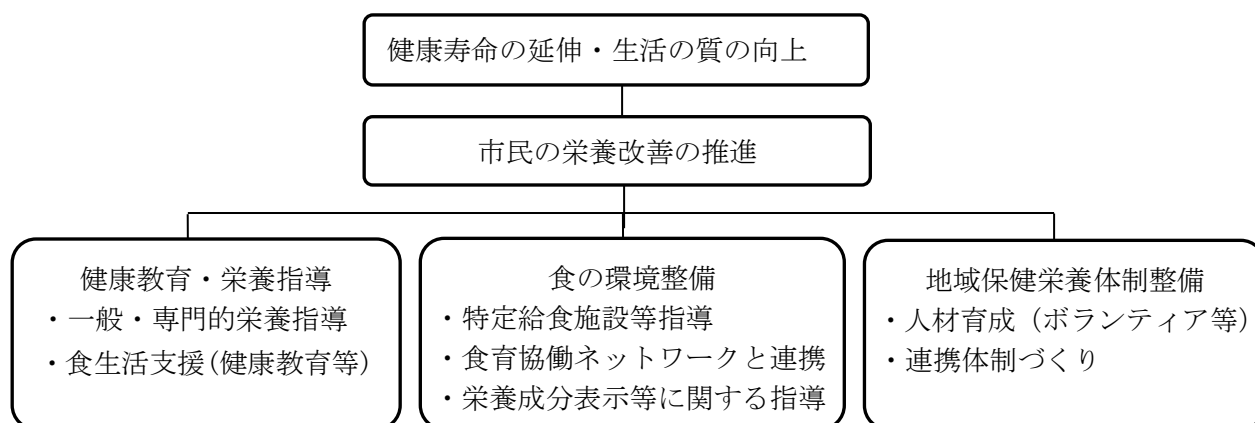 健康寿命の延伸・生活の質の向上
市民の栄養改善の推進
健康教育・栄養指導
・一般・専門的栄養指導
・食生活支援(健康教育等)
食の環境整備
・特定給食施設等指導
・食育協働ネットワークと連携
・栄養成分表示等に関する指導
地域保健栄養体制整備
・人材育成（ボランティア等）
・連携体制づくり